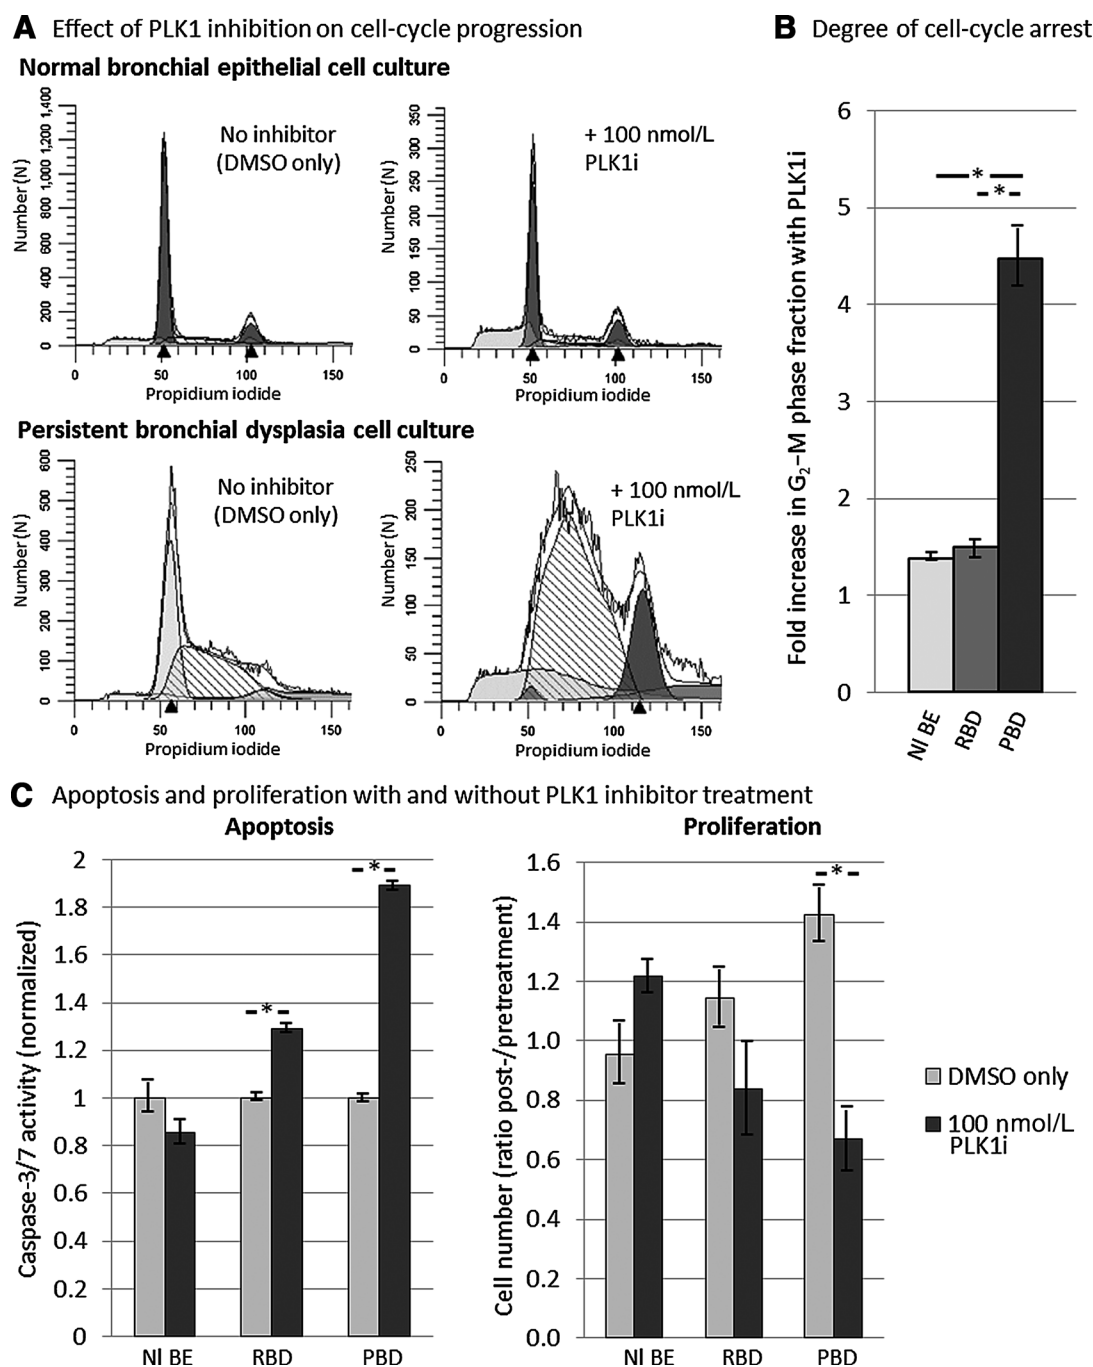 A Effect of PLK1 inhibition on cell-cycle progression
Normal bronchial epithelial cell culture
Number (N)
1,400
1,200
1,000
800
600
400
200
0
No inhibitor
(DMSO only)
0 50 100 150
Propidium iodide
Number (N)
350
300
250
200
150
100
50
0
+ 100 nmol/L
PLK1i
0 50 100 150
Propidium iodide
Persistent bronchial dysplasia cell culture
Number (N)
600
500
400
300
200
100
0
No inhibitor
(DMSO only)
0 50 100 150
Propidium iodide
Number (N)
250
200
150
100
50
0
+ 100 nmol/L
PLK1i
0 50 100 150
Propidium iodide
B Degree of cell-cycle arrest
Fold increase in G₂–M phase fraction with PLK1i
6
5
4
3
2
1
0
*
*
NI BE RBD PBD
C Apoptosis and proliferation with and without PLK1 inhibitor treatment
Apoptosis
Caspase-3/7 activity (normalized)
2
1.8
1.6
1.4
1.2
1
0.8
0.6
0.4
0.2
0
*
*
NI BE RBD PBD
Proliferation
Cell number (ratio post-/pretreatment)
1.6
1.4
1.2
1.0
0.8
0.6
0.4
0.2
0.0
*
NI BE RBD PBD
DMSO only
100 nmol/L
PLK1i